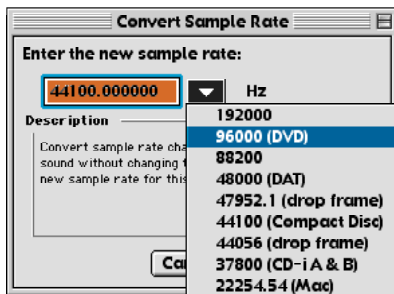 Convert Sample Rate
Enter the new sample rate:
44100.000000 Hz
Description
Convert sample rate
sound without changing
new sample rate for this
192000
96000 (DVD)
88200
48000 (DAT)
47952.1 (drop frame)
44100 (Compact Disc)
44056 (drop frame)
37800 (CD-i A & B)
22254.54 (Mac)